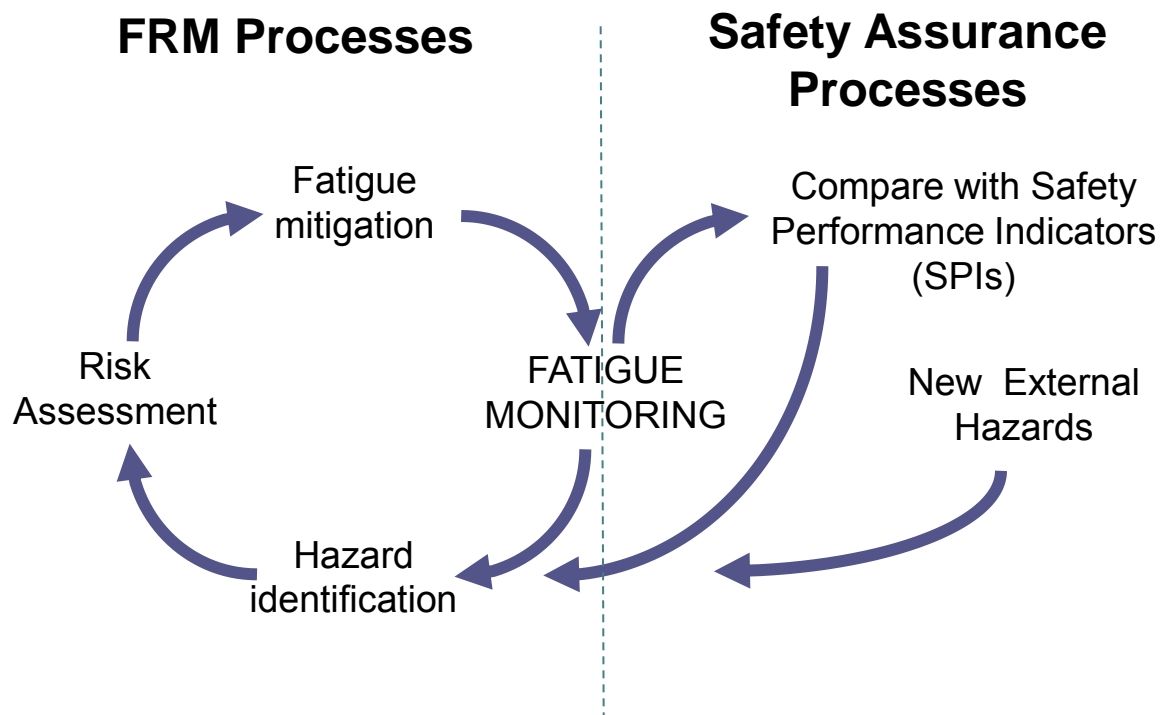 FRM Processes
Safety Assurance
Processes
Fatigue
mitigation
Compare with Safety
Performance Indicators
(SPIs)
Risk
Assessment
FATIGUE
MONITORING
New  External
Hazards
Hazard
identification